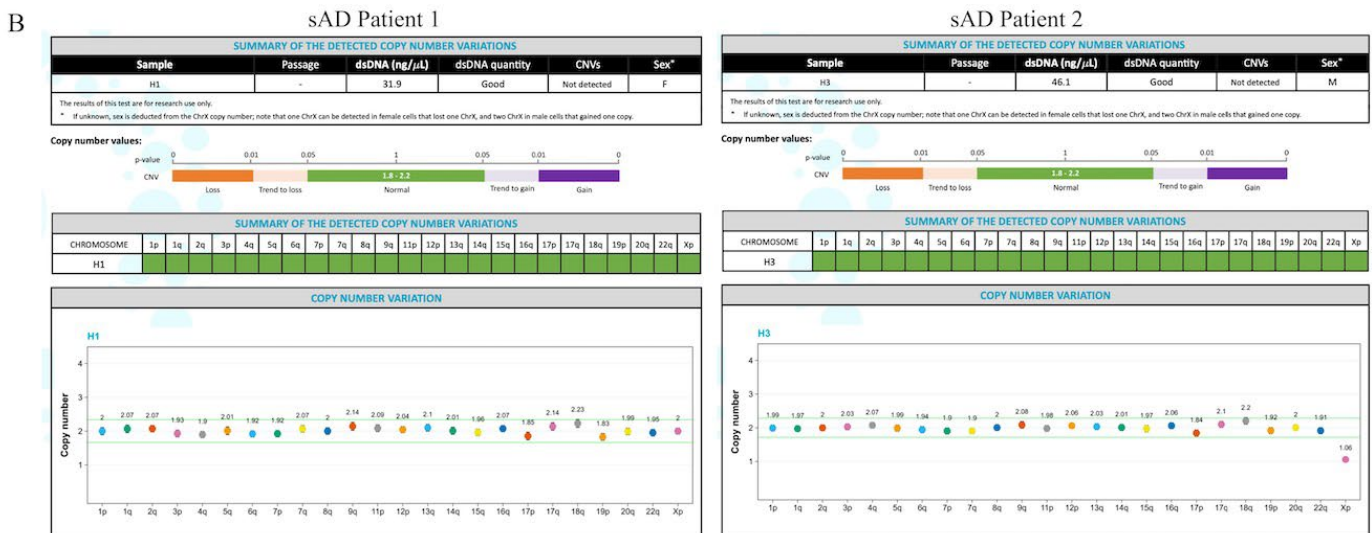 B
sAD Patient 1
SUMMARY OF THE DETECTED COPY NUMBER VARIATIONS
Sample Passage dsDNA (ng/μL) dsDNA quantity CNVs Sex*
H1 - 31.9 Good Not detected F
The results of this test are for research use only.
* If unknown, sex is deducted from the ChrX copy number; note that one ChrX can be detected in female cells that lost one ChrX, and two ChrX in male cells that gained one copy.
Copy number values:
p-value 0 0.01 0.05 1 0.05 0.01 0
CNV 1.8 - 2.2
Loss Trend to loss Normal Trend to gain Gain
SUMMARY OF THE DETECTED COPY NUMBER VARIATIONS
CHROMOSOME 1p 1q 2q 3p 4q 5q 6q 7p 7q 8q 9q 11p 12p 13q 14q 15q 16q 17p 17q 18q 19p 20q 22q Xp
H1
COPY NUMBER VARIATION
H1
Copy number
4
3
2
1
2 2.07 2.07 1.93 1.9 2.01 1.92 1.92 2.07 2 2.14 2.09 2.04 2.1 2.01 1.96 2.07 1.85 2.14 2.23 1.83 1.99 1.95 2
1p 1q 2q 3p 4q 5q 6q 7p 7q 8q 9q 11p 12p 13q 14q 15q 16q 17p 17q 18q 19p 20q 22q Xp
sAD Patient 2
SUMMARY OF THE DETECTED COPY NUMBER VARIATIONS
Sample Passage dsDNA (ng/μL) dsDNA quantity CNVs Sex*
H3 - 46.1 Good Not detected M
The results of this test are for research use only.
* If unknown, sex is deducted from the ChrX copy number; note that one ChrX can be detected in female cells that lost one ChrX, and two ChrX in male cells that gained one copy.
Copy number values:
p-value 0 0.01 0.05 1 0.05 0.01 0
CNV 1.8 - 2.2
Loss Trend to loss Normal Trend to gain Gain
SUMMARY OF THE DETECTED COPY NUMBER VARIATIONS
CHROMOSOME 1p 1q 2q 3p 4q 5q 6q 7p 7q 8q 9q 11p 12p 13q 14q 15q 16q 17p 17q 18q 19p 20q 22q Xp
H3
COPY NUMBER VARIATION
H3
Copy number
4
3
2
1
1.99 1.97 2 2.03 2.07 1.99 1.94 1.9 1.9 2 2.08 1.98 2.06 2.03 2.01 1.97 2.06 1.84 2.1 2.2 1.92 2 1.91 1.06
1p 1q 2q 3p 4q 5q 6q 7p 7q 8q 9q 11p 12p 13q 14q 15q 16q 17p 17q 18q 19p 20q 22q Xp